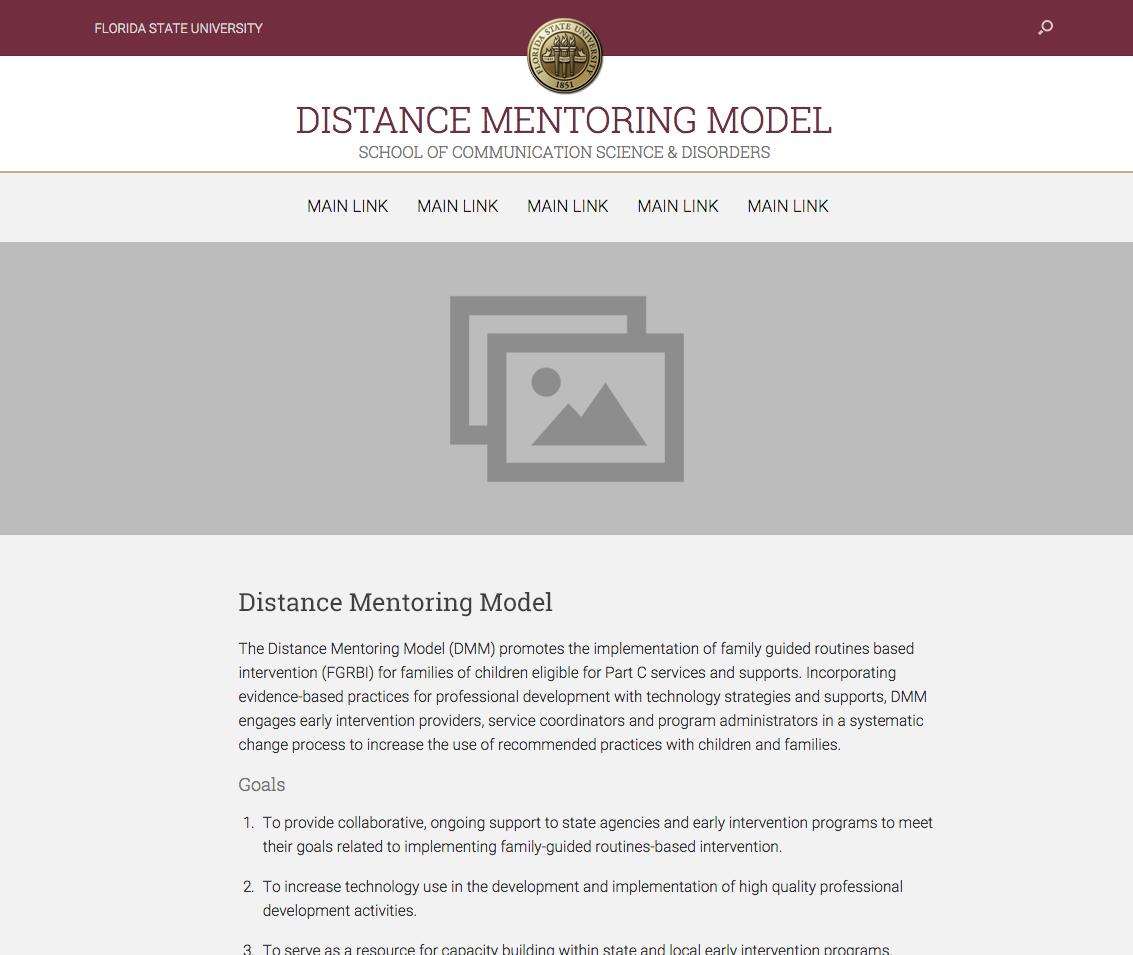 FLORIDA STATE UNIVERSITY
FLORIDA STATE UNIVERSITY
1851
DISTANCE MENTORING MODEL
SCHOOL OF COMMUNICATION SCIENCE & DISORDERS
MAIN LINK MAIN LINK MAIN LINK MAIN LINK MAIN LINK
Distance Mentoring Model
The Distance Mentoring Model (DMM) promotes the implementation of family guided routines based
intervention (FGRBI) for families of children eligible for Part C services and supports. Incorporating
evidence-based practices for professional development with technology strategies and supports, DMM
engages early intervention providers, service coordinators and program administrators in a systematic
change process to increase the use of recommended practices with children and families.
Goals
1. To provide collaborative, ongoing support to state agencies and early intervention programs to meet
their goals related to implementing family-guided routines-based intervention.
2. To increase technology use in the development and implementation of high quality professional
development activities.
3. To serve as a resource for capacity building within state and local early intervention programs.